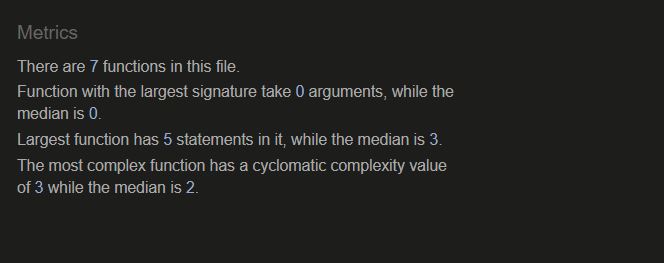 Metrics
There are 7 functions in this file.
Function with the largest signature take 0 arguments, while the
median is 0.
Largest function has 5 statements in it, while the median is 3.
The most complex function has a cyclomatic complexity value
of 3 while the median is 2.